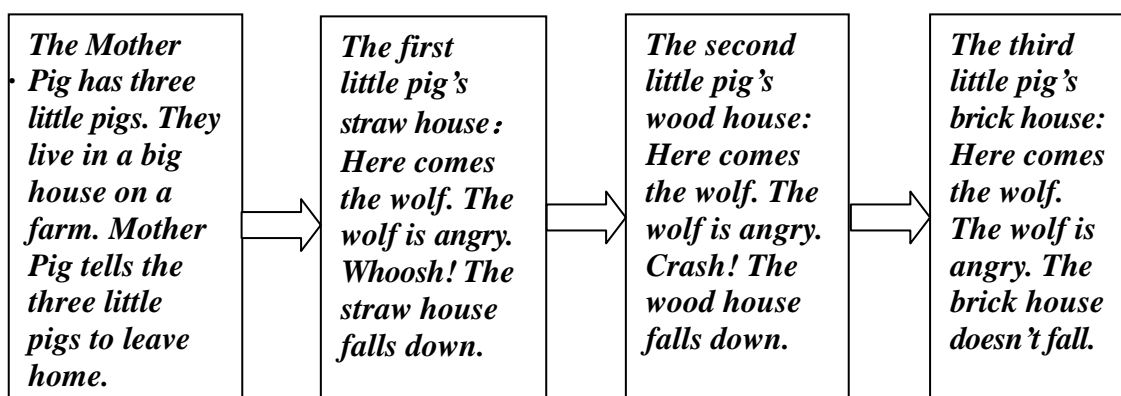 The Mother
Pig has three
little pigs. They
live in a big
house on a
farm. Mother
Pig tells the
three little
pigs to leave
home.
The first
little pig’s
straw house：
Here comes
the wolf. The
wolf is angry.
Whoosh! The
straw house
falls down.
The second
little pig’s
wood house:
Here comes
the wolf. The
wolf is angry.
Crash! The
wood house
falls down.
The third
little pig’s
brick house:
Here comes
the wolf.
The wolf is
angry. The
brick house
doesn’t fall.